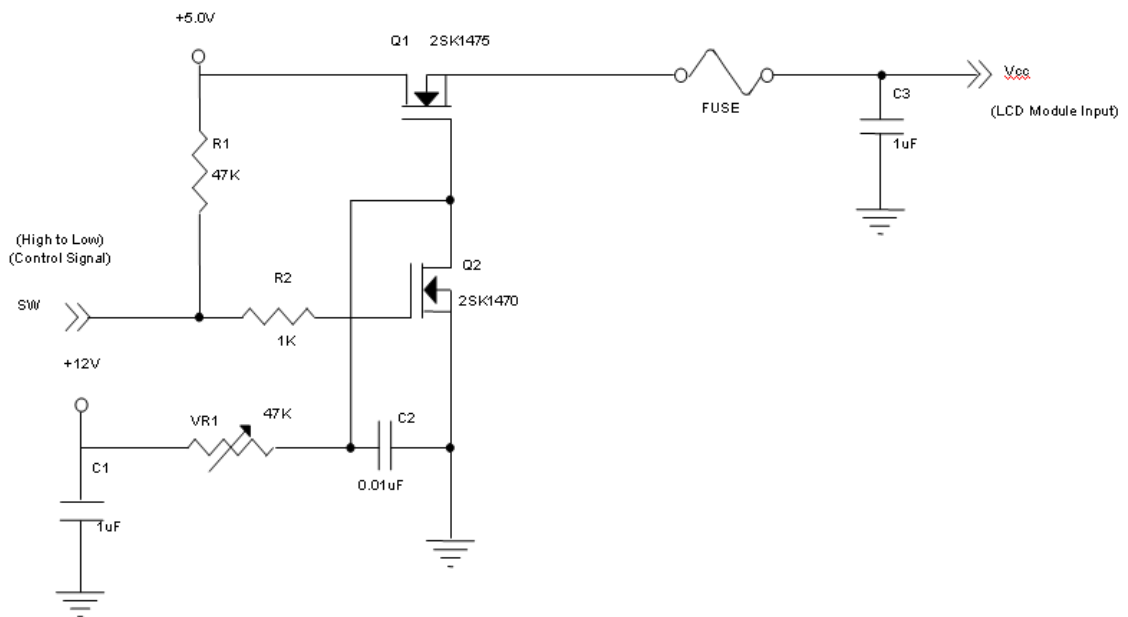 +5.0V
Q1 2SK1475
Vcc
FUSE
C3
(LCD Module Input)
1uF
R1
47K
(High to Low)
(Control Signal)
SW
R2
1K
Q2
2SK1470
+12V
VR1
47K
C2
0.01uF
C1
1uF